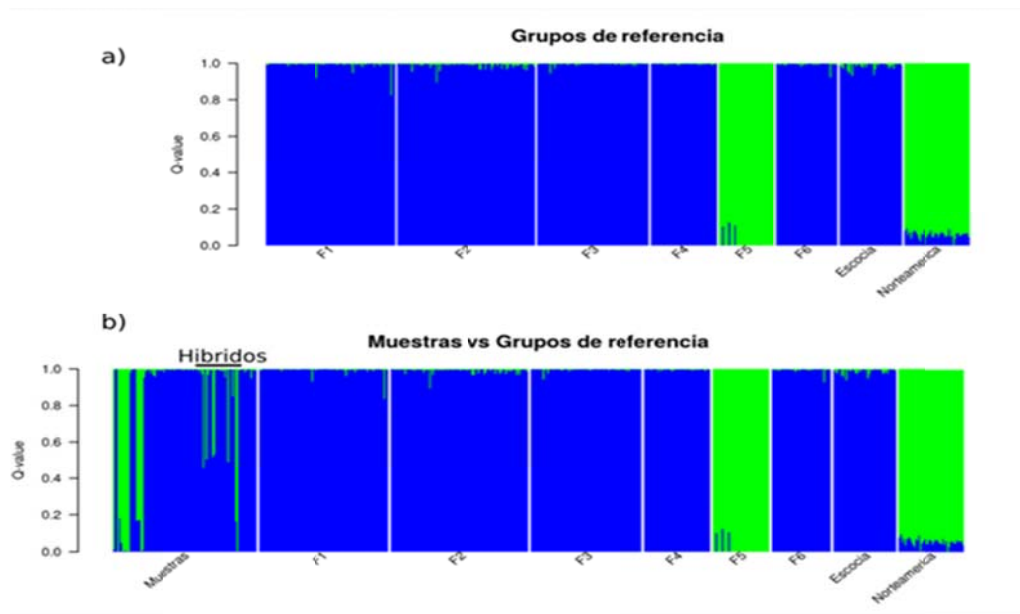 a)
Grupos de referencia
Q-value
1.0
0.8
0.6
0.4
0.2
0.0
F1
F2
F3
F4
F5
F6
Escocia
Norteamerica
b)
Muestras vs Grupos de referencia
Hibridos
Q-value
1.0
0.8
0.6
0.4
0.2
0.0
Muestras
F1
F2
F3
F4
F5
F6
Escocia
Norteamerica